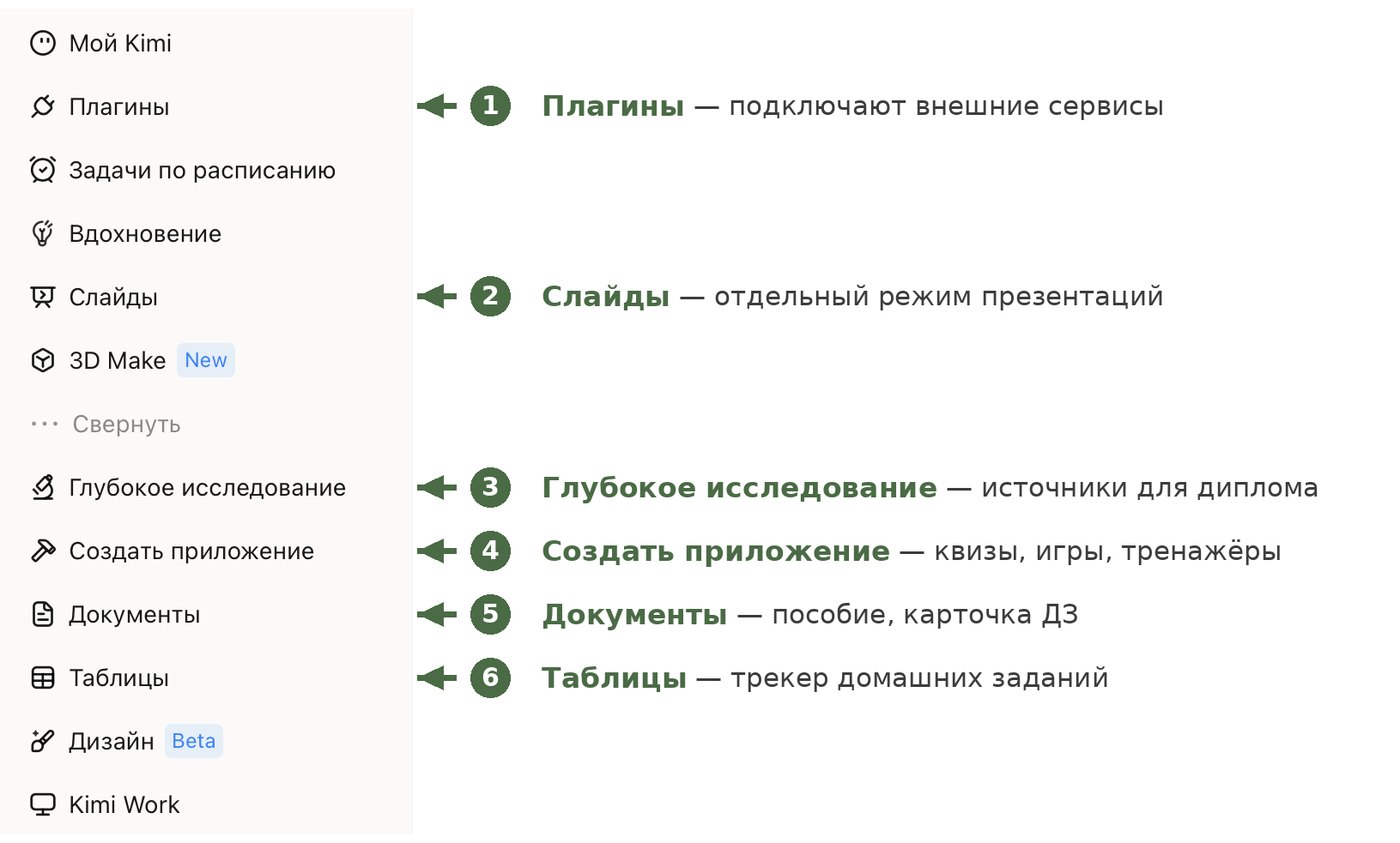 Мой Kimi
Плагины
1 Плагины — подключают внешние сервисы
Задачи по расписанию
Вдохновение
Слайды
2 Слайды — отдельный режим презентаций
3D Make New
Свернуть
Глубокое исследование
3 Глубокое исследование — источники для диплома
Создать приложение
4 Создать приложение — квизы, игры, тренажёры
Документы
5 Документы — пособие, карточка ДЗ
Таблицы
6 Таблицы — трекер домашних заданий
Дизайн Beta
Kimi Work